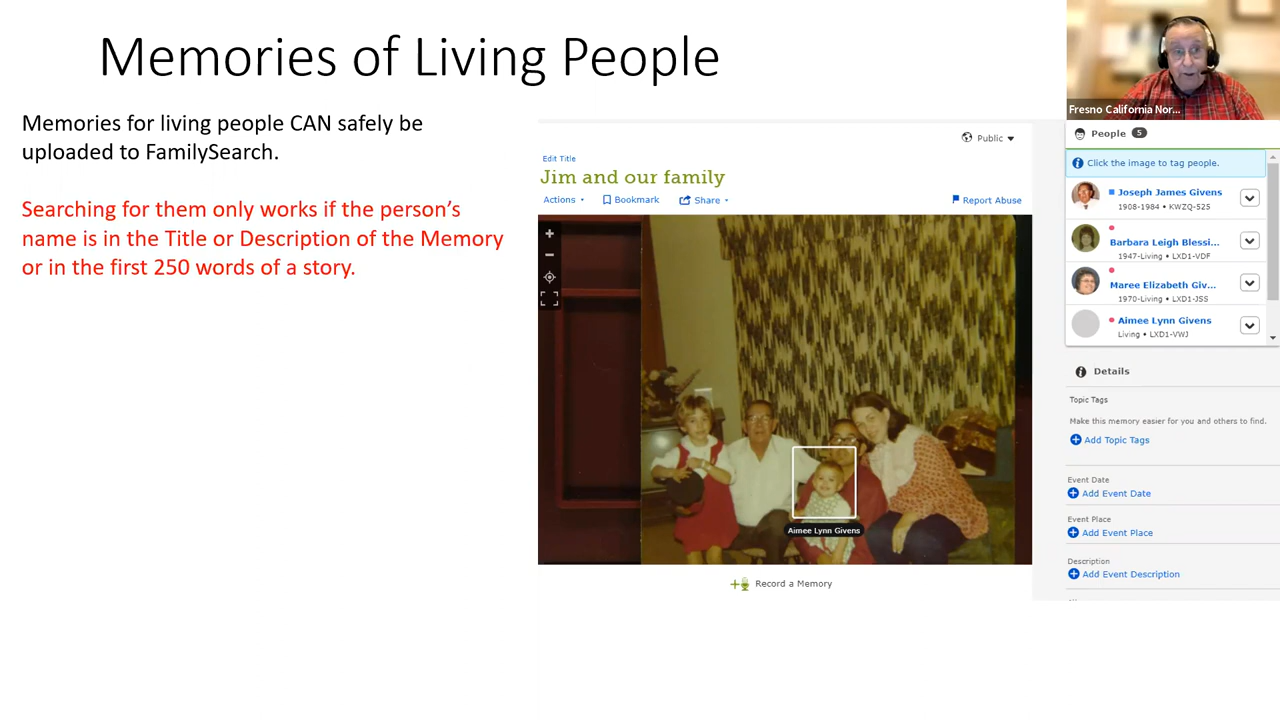 Memories of Living People
Memories for living people CAN safely be
uploaded to FamilySearch.
Searching for them only works if the person's
name is in the Title or Description of the Memory
or in the first 250 words of a story.
Public
Edit Title
Jim and our family
Actions
Bookmark
Share
Report Abuse
Aimee Lynn Givens
Record a Memory
Fresno California Nor...
People 5
Click the image to tag people.
Joseph James Givens
1908-1984 • KWZQ-52S
Barbara Leigh Blessi...
1947-Living • LXD1-VDF
Maree Elizabeth Giv...
1970-Living • LXD1-JSS
Aimee Lynn Givens
Living • LXD1-VWJ
Details
Topic Tags
Make this memory easier for you and others to find.
Add Topic Tags
Event Date
Add Event Date
Event Place
Add Event Place
Description
Add Event Description